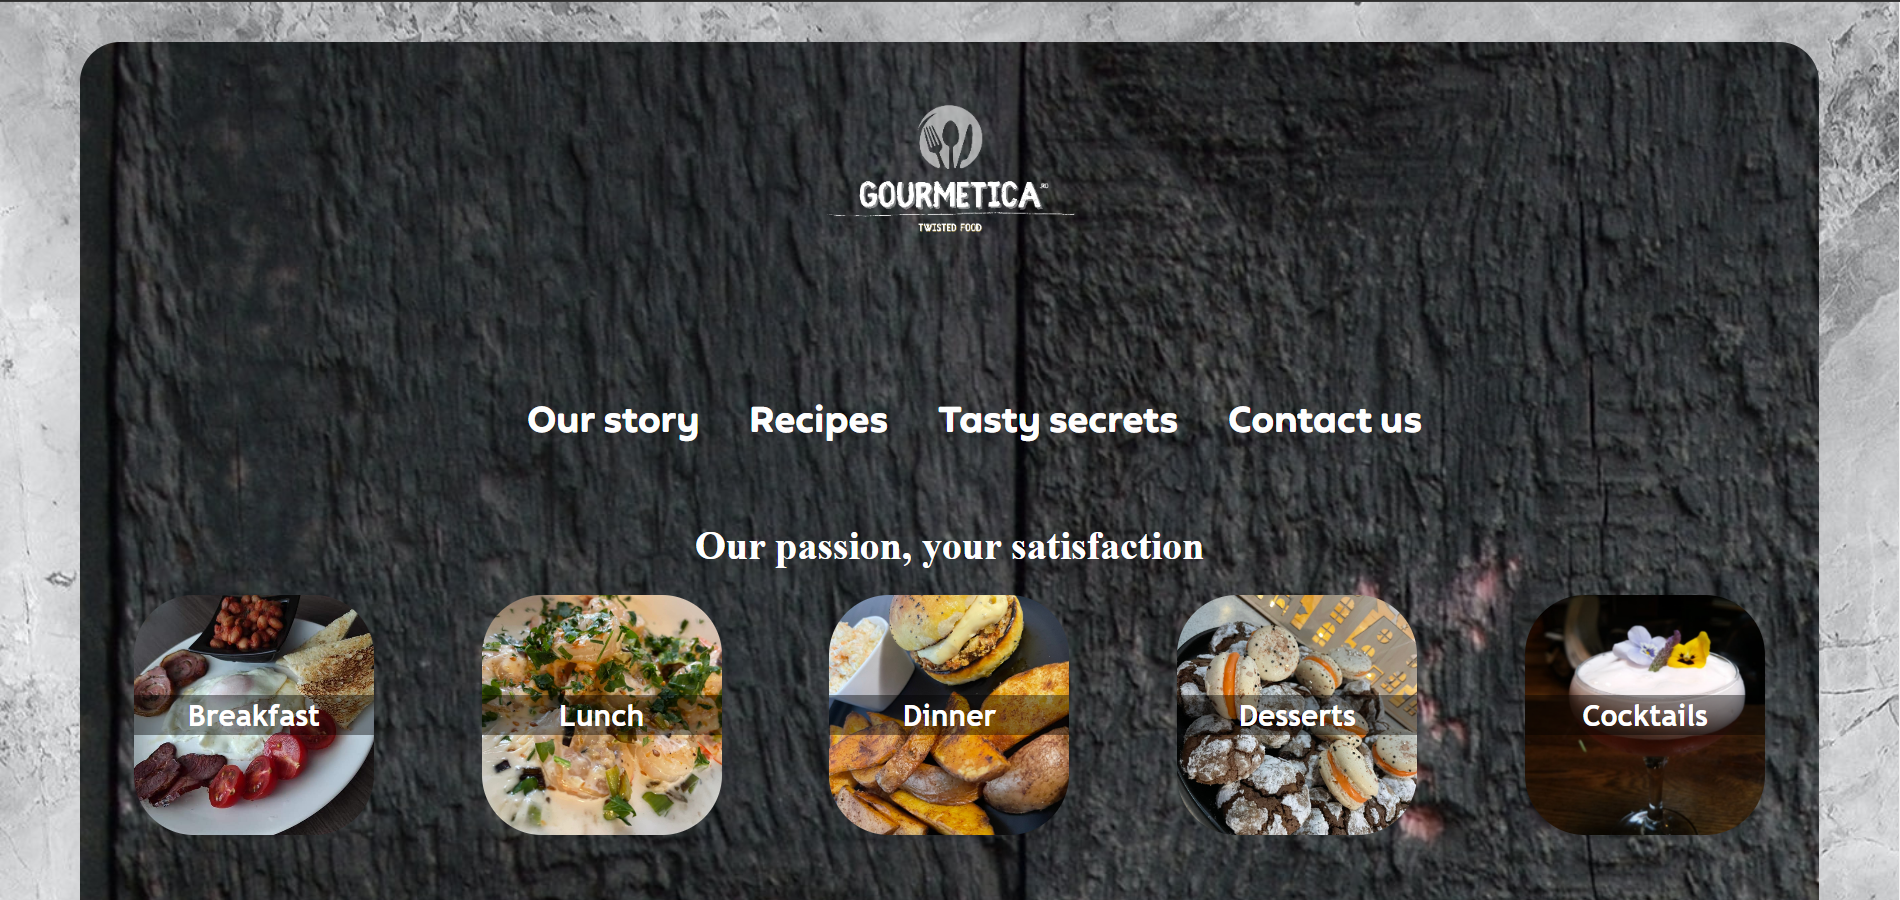 GOURMETICA
TWISTED FOOD
Our story Recipes Tasty secrets Contact us
Our passion, your satisfaction
Breakfast Lunch Dinner Desserts Cocktails